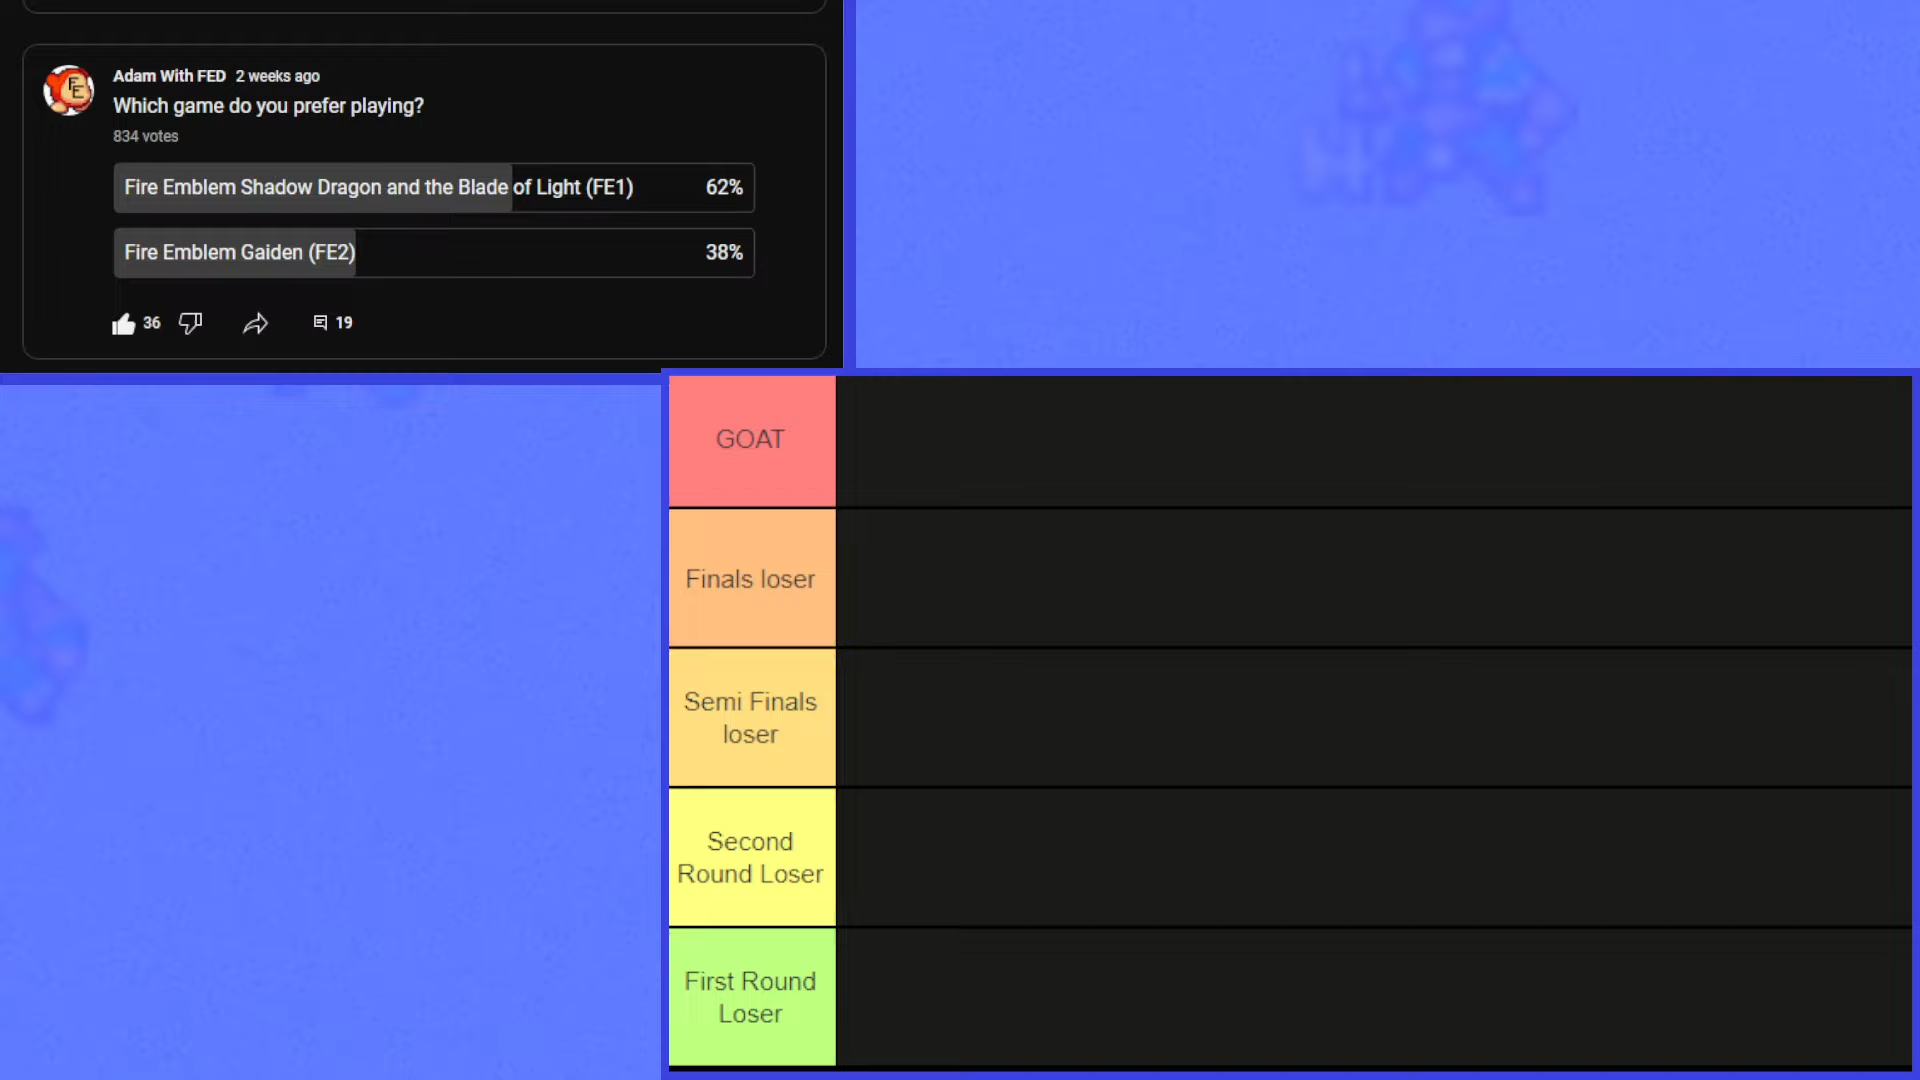 Adam With FED 2 weeks ago
Which game do you prefer playing?
834 votes
Fire Emblem Shadow Dragon and the Blade of Light (FE1) 62%
Fire Emblem Gaiden (FE2) 38%
36 19
GOAT
Finals loser
Semi Finals
loser
Second
Round Loser
First Round
Loser